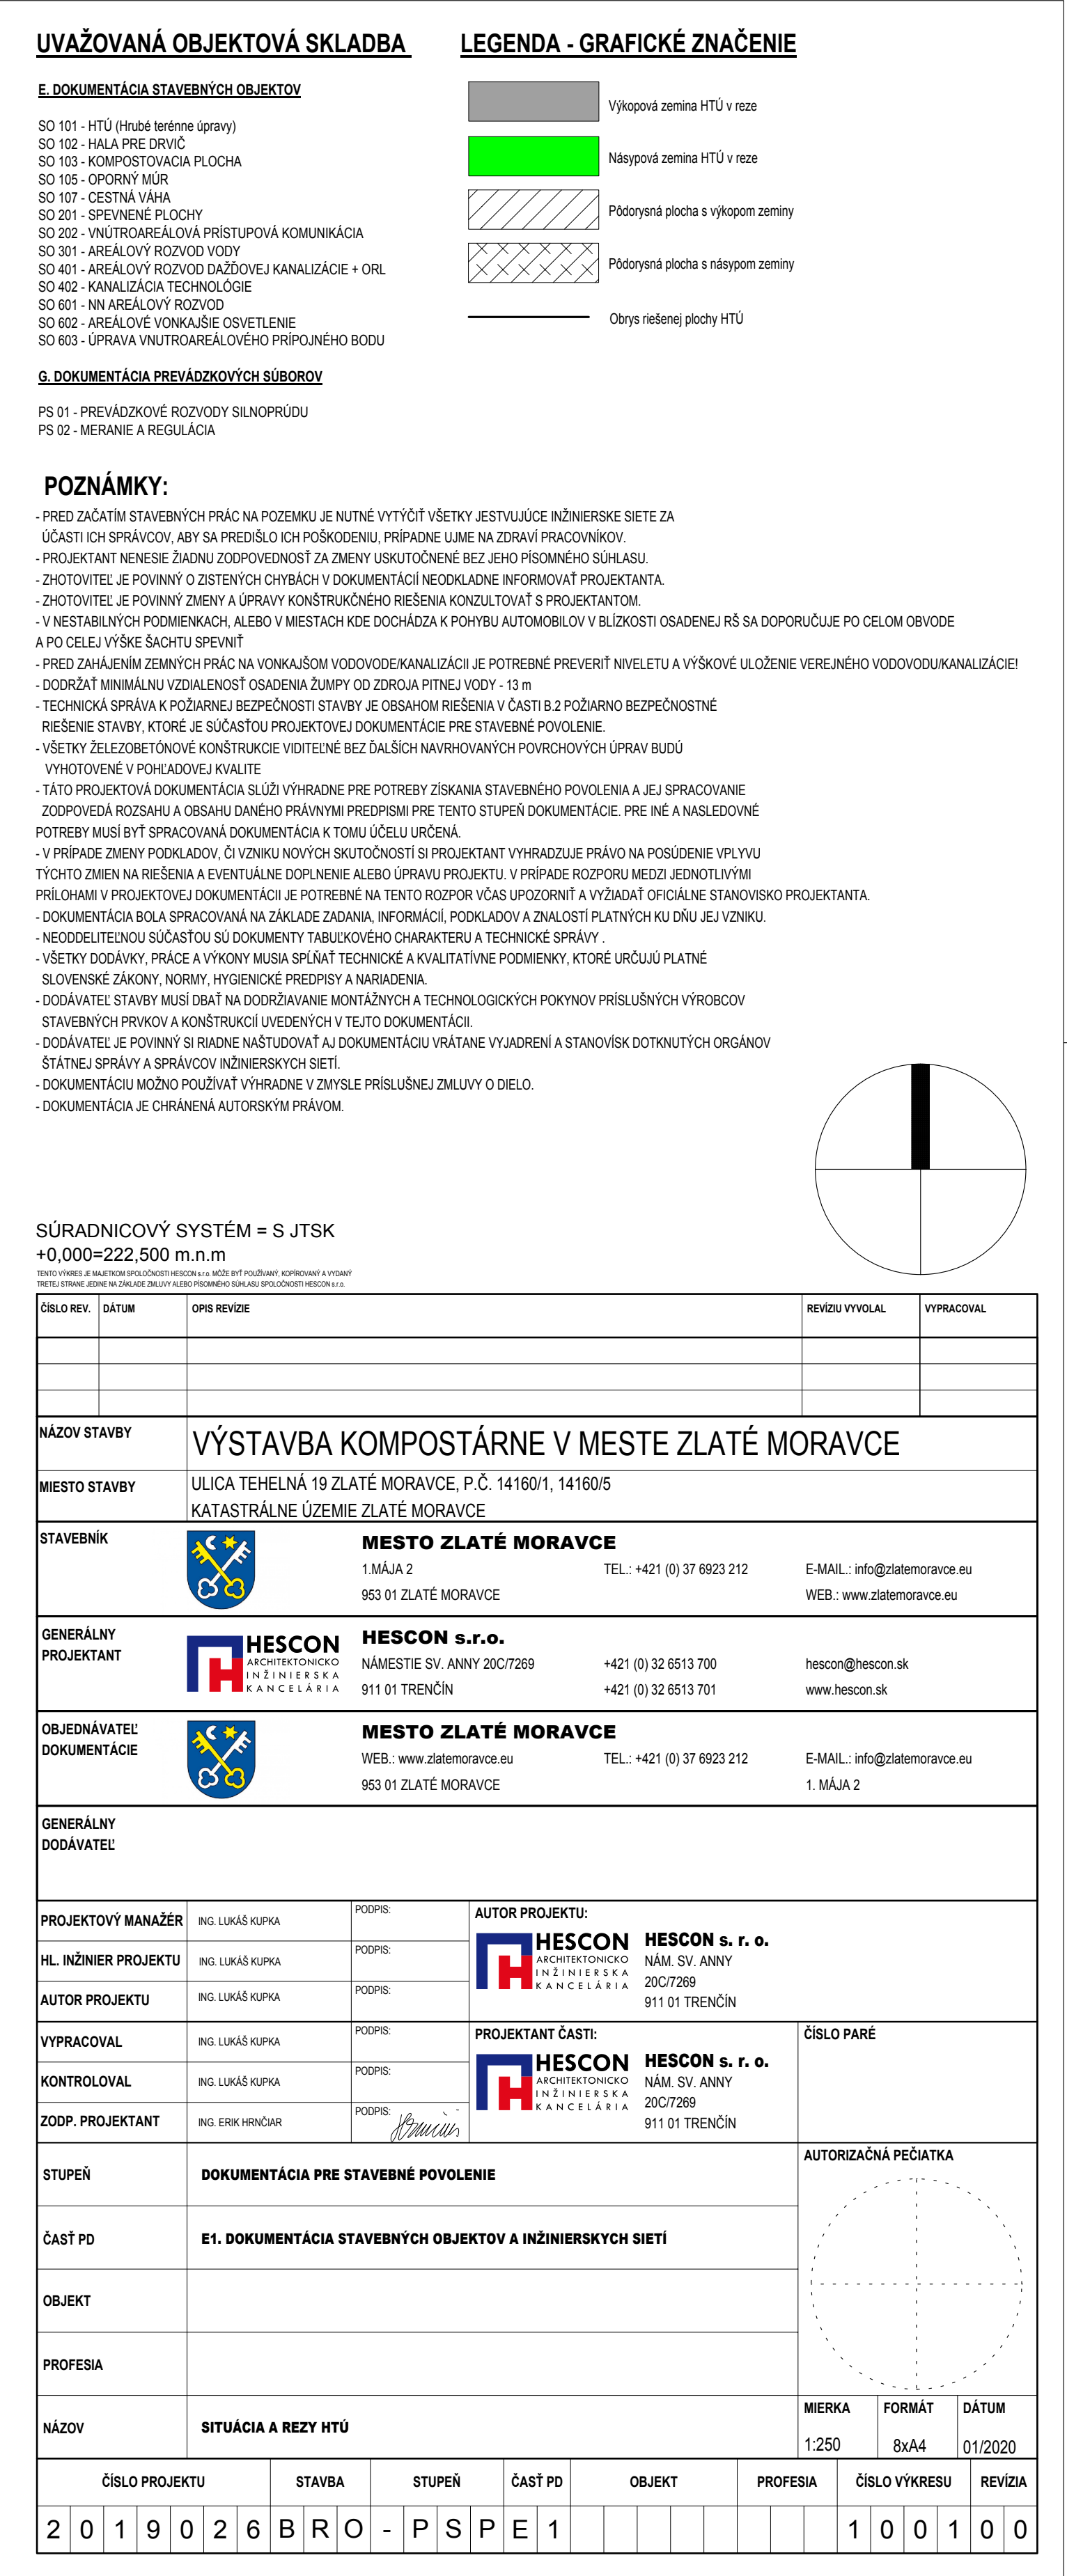 UVAŽOVANÁ OBJEKTOVÁ SKLADBA
E. DOKUMENTÁCIA STAVEBNÝCH OBJEKTOV
SO 101 - HTÚ (Hrubé terénne úpravy)
SO 102 - HALA PRE DRVIČ
SO 103 - KOMPOSTOVACIA PLOCHA
SO 105 - OPORNÝ MÚR
SO 107 - CESTNÁ VÁHA
SO 201 - SPEVNENÉ PLOCHY
SO 202 - VNÚTROAREÁLOVÁ PRÍSTUPOVÁ KOMUNIKÁCIA
SO 301 - AREÁLOVÝ ROZVOD VODY
SO 401 - AREÁLOVÝ ROZVOD DAŽĎOVEJ KANALIZÁCIE + ORL
SO 402 - KANALIZÁCIA TECHNOLÓGIE
SO 601 - NN AREÁLOVÝ ROZVOD
SO 602 - AREÁLOVÉ VONKAJŠIE OSVETLENIE
SO 603 - ÚPRAVA VNUTROAREÁLOVÉHO PRÍPOJNÉHO BODU
G. DOKUMENTÁCIA PREVÁDZKOVÝCH SÚBOROV
PS 01 - PREVÁDZKOVÉ ROZVODY SILNOPRÚDU
PS 02 - MERANIE A REGULÁCIA
LEGENDA - GRAFICKÉ ZNAČENIE
Výkopová zemina HTÚ v reze
Násypová zemina HTÚ v reze
Pôdorysná plocha s výkopom zeminy
Pôdorysná plocha s násypom zeminy
Obrys riešenej plochy HTÚ
POZNÁMKY:
- PRED ZAČATÍM STAVEBNÝCH PRÁC NA POZEMKU JE NUTNÉ VYTÝČIŤ VŠETKY JESTVUJÚCE INŽINIERSKE SIETE ZA
ÚČASTI ICH SPRÁVCOV, ABY SA PREDIŠLO ICH POŠKODENIU, PRÍPADNE UJME NA ZDRAVÍ PRACOVNÍKOV.
- PROJEKTANT NENESIE ŽIADNU ZODPOVEDNOSŤ ZA ZMENY USKUTOČNENÉ BEZ JEHO PÍSOMNÉHO SÚHLASU.
- ZHOTOVITEĽ JE POVINNÝ O ZISTENÝCH CHYBÁCH V DOKUMENTÁCIÍ NEODKLADNE INFORMOVAŤ PROJEKTANTA.
- ZHOTOVITEĽ JE POVINNÝ ZMENY A ÚPRAVY KONŠTRUKČNÉHO RIEŠENIA KONZULTOVAŤ S PROJEKTANTOM.
- V NESTABILNÝCH PODMIENKACH, ALEBO V MIESTACH KDE DOCHÁDZA K POHYBU AUTOMOBILOV V BLÍZKOSTI OSADENEJ RŠ SA DOPORUČUJE PO CELOM OBVODE
A PO CELEJ VÝŠKE ŠACHTU SPEVNIŤ
- PRED ZAHÁJENÍM ZEMNÝCH PRÁC NA VONKAJŠOM VODOVODE/KANALIZÁCII JE POTREBNÉ PREVERIŤ NIVELETU A VÝŠKOVÉ ULOŽENIE VEREJNÉHO VODOVODU/KANALIZÁCIE!
- DODRŽAŤ MINIMÁLNU VZDIALENOSŤ OSADENIA ŽUMPY OD ZDROJA PITNEJ VODY - 13 m
- TECHNICKÁ SPRÁVA K POŽIARNEJ BEZPEČNOSTI STAVBY JE OBSAHOM RIEŠENIA V ČASTI B.2 POŽIARNO BEZPEČNOSTNÉ
RIEŠENIE STAVBY, KTORÉ JE SÚČASŤOU PROJEKTOVEJ DOKUMENTÁCIE PRE STAVEBNÉ POVOLENIE.
- VŠETKY ŽELEZOBETÓNOVÉ KONŠTRUKCIE VIDITEĽNÉ BEZ ĎALŠÍCH NAVRHOVANÝCH POVRCHOVÝCH ÚPRAV BUDÚ
VYHOTOVENÉ V POHĽADOVEJ KVALITE
- TÁTO PROJEKTOVÁ DOKUMENTÁCIA SLÚŽI VÝHRADNE PRE POTREBY ZÍSKANIA STAVEBNÉHO POVOLENIA A JEJ SPRACOVANIE
ZODPOVEDÁ ROZSAHU A OBSAHU DANÉHO PRÁVNYMI PREDPISMI PRE TENTO STUPEŇ DOKUMENTÁCIE. PRE INÉ A NASLEDOVNÉ
POTREBY MUSÍ BYŤ SPRACOVANÁ DOKUMENTÁCIA K TOMU ÚČELU URČENÁ.
- V PRÍPADE ZMENY PODKLADOV, ČI VZNIKU NOVÝCH SKUTOČNOSTÍ SI PROJEKTANT VYHRADZUJE PRÁVO NA POSÚDENIE VPLYVU
TÝCHTO ZMIEN NA RIEŠENIA A EVENTUÁLNE DOPLNENIE ALEBO ÚPRAVU PROJEKTU. V PRÍPADE ROZPORU MEDZI JEDNOTLIVÝMI
PRÍLOHAMI V PROJEKTOVEJ DOKUMENTÁCII JE POTREBNÉ NA TENTO ROZPOR VČAS UPOZORNIŤ A VYŽIADAŤ OFICIÁLNE STANOVISKO PROJEKTANTA.
- DOKUMENTÁCIA BOLA SPRACOVANÁ NA ZÁKLADE ZADANIA, INFORMÁCIÍ, PODKLADOV A ZNALOSTÍ PLATNÝCH KU DŇU JEJ VZNIKU.
- NEODDELITEĽNOU SÚČASŤOU SÚ DOKUMENTY TABUĽKOVÉHO CHARAKTERU A TECHNICKÉ SPRÁVY .
- VŠETKY DODÁVKY, PRÁCE A VÝKONY MUSIA SPĹŇAŤ TECHNICKÉ A KVALITATÍVNE PODMIENKY, KTORÉ URČUJÚ PLATNÉ
SLOVENSKÉ ZÁKONY, NORMY, HYGIENICKÉ PREDPISY A NARIADENIA.
- DODÁVATEĽ STAVBY MUSÍ DBAŤ NA DODRŽIAVANIE MONTÁŽNYCH A TECHNOLOGICKÝCH POKYNOV PRÍSLUŠNÝCH VÝROBCOV
STAVEBNÝCH PRVKOV A KONŠTRUKCIÍ UVEDENÝCH V TEJTO DOKUMENTÁCII.
- DODÁVATEĽ JE POVINNÝ SI RIADNE NAŠTUDOVAŤ AJ DOKUMENTÁCIU VRÁTANE VYJADRENÍ A STANOVÍSK DOTKNUTÝCH ORGÁNOV
ŠTÁTNEJ SPRÁVY A SPRÁVCOV INŽINIERSKYCH SIETÍ.
- DOKUMENTÁCIU MOŽNO POUŽÍVAŤ VÝHRADNE V ZMYSLE PRÍSLUŠNEJ ZMLUVY O DIELO.
- DOKUMENTÁCIA JE CHRÁNENÁ AUTORSKÝM PRÁVOM.
SÚRADNICOVÝ SYSTÉM = S JTSK
+0,000=222,500 m.n.m
TENTO VÝKRES JE MAJETKOM SPOLOČNOSTI HESCON s.r.o. MÔŽE BYŤ POUŽÍVANÝ, KOPÍROVANÝ A VYDANÝ
TRETEJ STRANE JEDINE NA ZÁKLADE ZMLUVY ALEBO PÍSOMNÉHO SÚHLASU SPOLOČNOSTI HESCON s.r.o.
ČÍSLO REV. DÁTUM OPIS REVÍZIE REVÍZIU VYVOLAL VYPRACOVAL
NÁZOV STAVBY VÝSTAVBA KOMPOSTÁRNE V MESTE ZLATÉ MORAVCE
MIESTO STAVBY ULICA TEHELNÁ 19 ZLATÉ MORAVCE, P.Č. 14160/1, 14160/5
KATASTRÁLNE ÚZEMIE ZLATÉ MORAVCE
STAVEBNÍK MESTO ZLATÉ MORAVCE
1.MÁJA 2 TEL.: +421 (0) 37 6923 212 E-MAIL.: info@zlatemoravce.eu
953 01 ZLATÉ MORAVCE WEB.: www.zlatemoravce.eu
GENERÁLNY
PROJEKTANT
HESCON
ARCHITEKTONICKO
INŽINIERSKA
KANCELÁRIA
HESCON s.r.o.
NÁMESTIE SV. ANNY 20C/7269 +421 (0) 32 6513 700 hescon@hescon.sk
911 01 TRENČÍN +421 (0) 32 6513 701 www.hescon.sk
OBJEDNÁVATEĽ
DOKUMENTÁCIE
MESTO ZLATÉ MORAVCE
WEB.: www.zlatemoravce.eu TEL.: +421 (0) 37 6923 212 E-MAIL.: info@zlatemoravce.eu
953 01 ZLATÉ MORAVCE 1. MÁJA 2
GENERÁLNY
DODÁVATEĽ
PROJEKTOVÝ MANAŽÉR ING. LUKÁŠ KUPKA PODPIS:
HL. INŽINIER PROJEKTU ING. LUKÁŠ KUPKA PODPIS:
AUTOR PROJEKTU ING. LUKÁŠ KUPKA PODPIS:
AUTOR PROJEKTU:
HESCON
ARCHITEKTONICKO
INŽINIERSKA
KANCELÁRIA
HESCON s. r. o.
NÁM. SV. ANNY
20C/7269
911 01 TRENČÍN
VYPRACOVAL ING. LUKÁŠ KUPKA PODPIS:
KONTROLOVAL ING. LUKÁŠ KUPKA PODPIS:
ZODP. PROJEKTANT ING. ERIK HRNČIAR PODPIS:
PROJEKTANT ČASTI:
HESCON
ARCHITEKTONICKO
INŽINIERSKA
KANCELÁRIA
HESCON s. r. o.
NÁM. SV. ANNY
20C/7269
911 01 TRENČÍN
ČÍSLO PARÉ
STUPEŇ DOKUMENTÁCIA PRE STAVEBNÉ POVOLENIE
ČASŤ PD E1. DOKUMENTÁCIA STAVEBNÝCH OBJEKTOV A INŽINIERSKYCH SIETÍ
OBJEKT
PROFESIA
NÁZOV SITUÁCIA A REZY HTÚ
AUTORIZAČNÁ PEČIATKA
MIERKA FORMÁT DÁTUM
1:250 8xA4 01/2020
ČÍSLO PROJEKTU STAVBA STUPEŇ ČASŤ PD OBJEKT PROFESIA ČÍSLO VÝKRESU REVÍZIA
2 0 1 9 0 2 6 B R O - P S P E 1 1 0 0 1 0 0